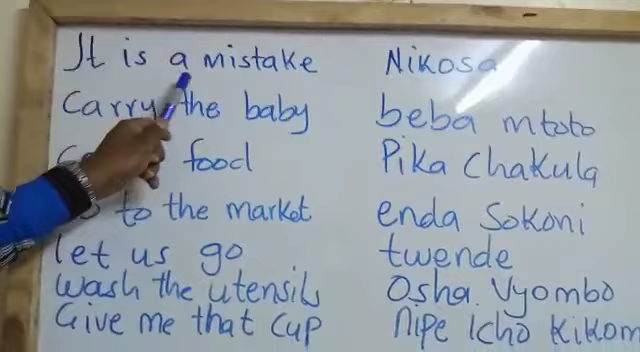 It is a mistake Nikosa
Carry the baby beba mtoto
food Pika Chakula
to the market enda Sokoni
let us go twende
Wash the utensils Osha Vyombo
Give me that cup nipe Icho Kikom